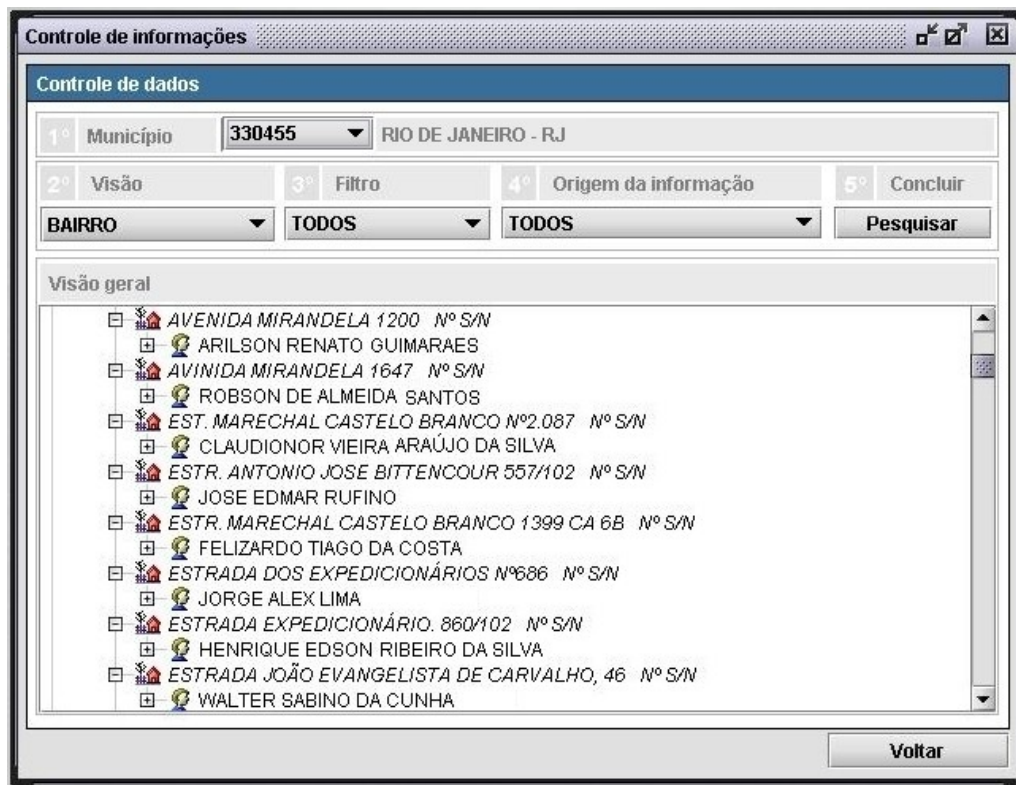 Controle de informações
Controle de dados
1º Município 330455 RIO DE JANEIRO - RJ
2º Visão 3º Filtro 4º Origem da informação 5º Concluir
BAIRRO TODOS TODOS Pesquisar
Visão geral
AVENIDA MIRANDELA 1200 Nº S/N
ARILSON RENATO GUIMARAES
AVINIDA MIRANDELA 1647 Nº S/N
ROBSON DE ALMEIDA SANTOS
EST. MARECHAL CASTELO BRANCO Nº2.087 Nº S/N
CLAUDIONOR VIEIRA ARAÚJO DA SILVA
ESTR. ANTONIO JOSE BITTENCOUR 557/102 Nº S/N
JOSE EDMAR RUFINO
ESTR. MARECHAL CASTELO BRANCO 1399 CA 6B Nº S/N
FELIZARDO TIAGO DA COSTA
ESTRADA DOS EXPEDICIONÁRIOS Nº686 Nº S/N
JORGE ALEX LIMA
ESTRADA EXPEDICIONÁRIO. 860/102 Nº S/N
HENRIQUE EDSON RIBEIRO DA SILVA
ESTRADA JOÃO EVANGELISTA DE CARVALHO, 46 Nº S/N
WALTER SABINO DA CUNHA
Voltar